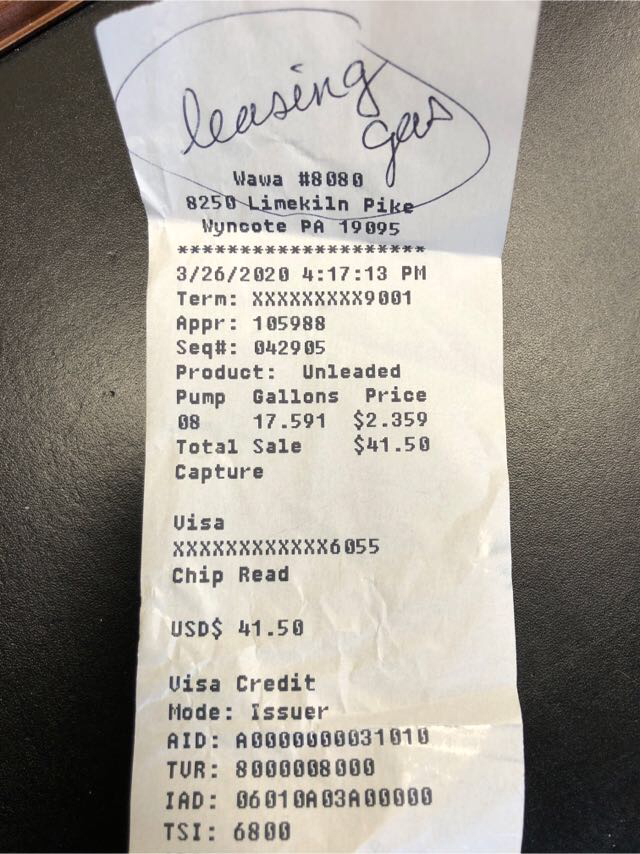 leasing
gas
Wawa #8080
8250 Limekiln Pike
Wyncote PA 19095
*********************
3/26/2020 4:17:13 PM
Term: XXXXXXXXX9001
Appr: 105988
Seq#: 042905
Product: Unleaded
Pump Gallons Price
08 17.591 $2.359
Total Sale $41.50
Capture
Visa
XXXXXXXXXXXX6055
Chip Read
USD$ 41.50
Visa Credit
Mode: Issuer
AID: A0000000031010
TVR: 8000008000
IAD: 06010A03A00000
TSI: 6800